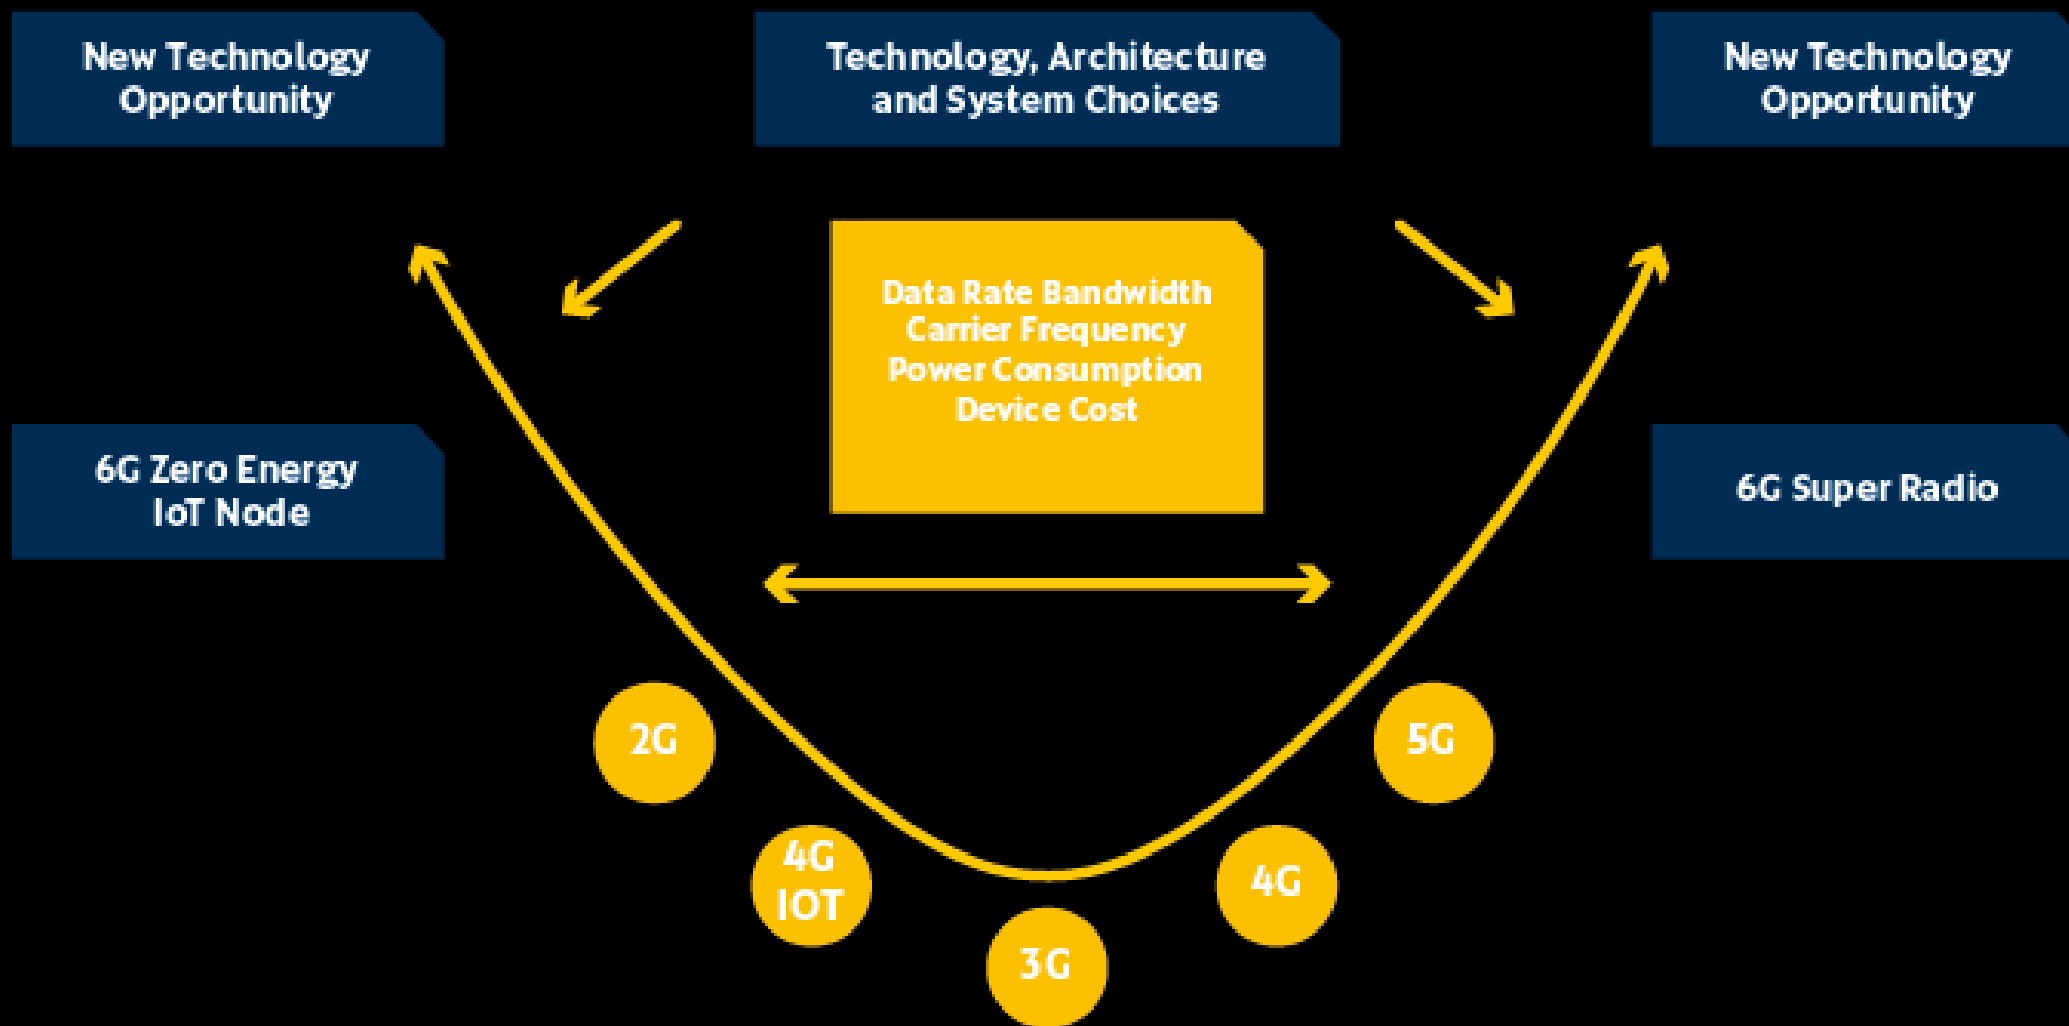 New Technology
Opportunity
Technology, Architecture
and System Choices
New Technology
Opportunity
Data Rate Bandwidth
Carrier Frequency
Power Consumption
Device Cost
6G Zero Energy
IoT Node
6G Super Radio
2G
5G
4G
IOT
4G
3G